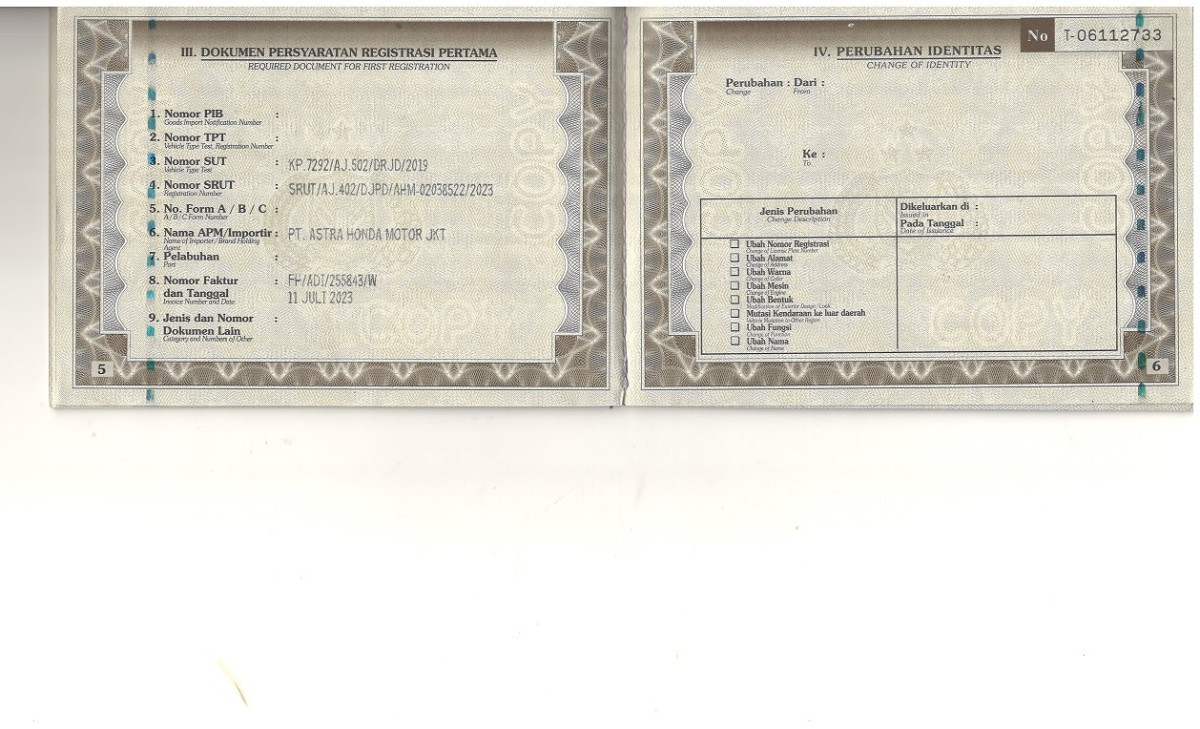 III. DOKUMEN PERSYARATAN REGISTRASI PERTAMA
REQUIRED DOCUMENT FOR FIRST REGISTRATION
1. Nomor PIB :
Goods Import Notification Number
2. Nomor TPT :
Vehicle Type Test, Registration Number
3. Nomor SUT : KP.7292/AJ.502/DRJD/2019
Vehicle Type Test
4. Nomor SRUT : SRUT/AJ.402/DJPD/AHM-02038522/2023
Registration Number
5. No. Form A / B / C :
A / B / C Form Number
6. Nama APM/Importir : PT. ASTRA HONDA MOTOR JKT
Name of Importer/Brand Holding
Agent
7. Pelabuhan :
Port
8. Nomor Faktur : FH/ADI/255843/W
dan Tanggal 11 JULI 2023
Invoice Number and Date
9. Jenis dan Nomor :
Dokumen Lain
Category and Numbers of Other
5
No T-06112733
IV. PERUBAHAN IDENTITAS
CHANGE OF IDENTITY
Perubahan : Dari :
Change From
Ke :
To
Jenis Perubahan
Change Description
Dikeluarkan di :
Issued in
Pada Tanggal :
Date of Issuance
Ubah Nomor Registrasi
Change of License Plate Number
Ubah Alamat
Change of Address
Ubah Warna
Change of Color
Ubah Mesin
Change of Engine
Ubah Bentuk
Modification of Exterior Design / Look
Mutasi Kendaraan ke luar daerah
Vehicle Mutation to Other Region
Ubah Fungsi
Change of Function
Ubah Nama
Change of Name
6
COPY